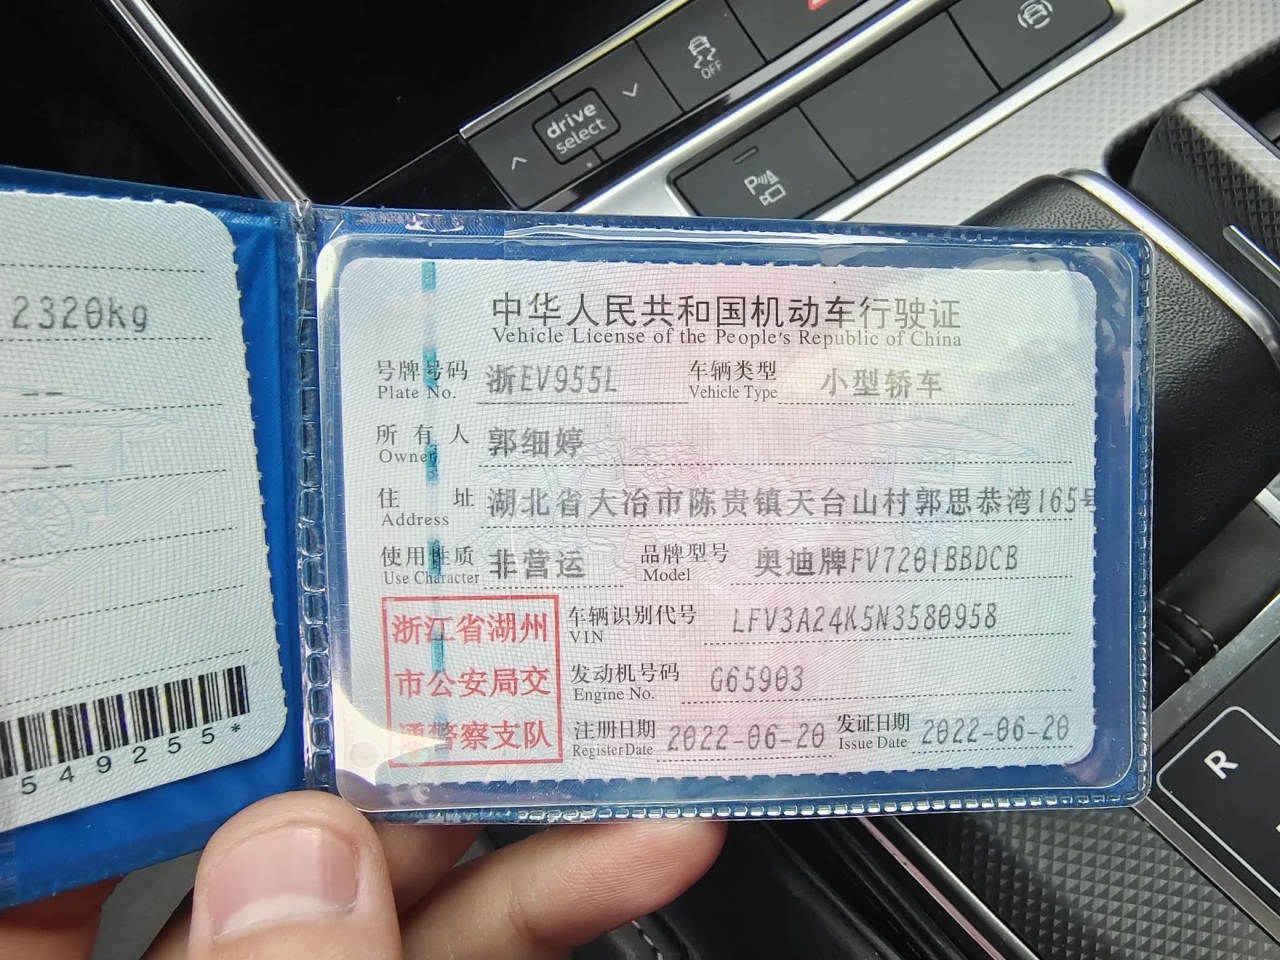 drive
select
OFF
P
R
2320kg
--
--
549255*
中华人民共和国机动车行驶证
Vehicle License of the People's Republic of China
号牌号码 浙EV955L 车辆类型 小型轿车
Plate No. Vehicle Type
所有人 郭细婷
Owner
住址 湖北省大冶市陈贵镇天台山村郭思恭湾165号
Address
使用性质 非营运 品牌型号 奥迪牌FV7201BBDCB
Use Character Model
浙江省湖州
市公安局交
通警察支队
车辆识别代号 LFV3A24K5N3580958
VIN
发动机号码 G65903
Engine No.
注册日期 2022-06-20 发证日期 2022-06-20
Register Date Issue Date